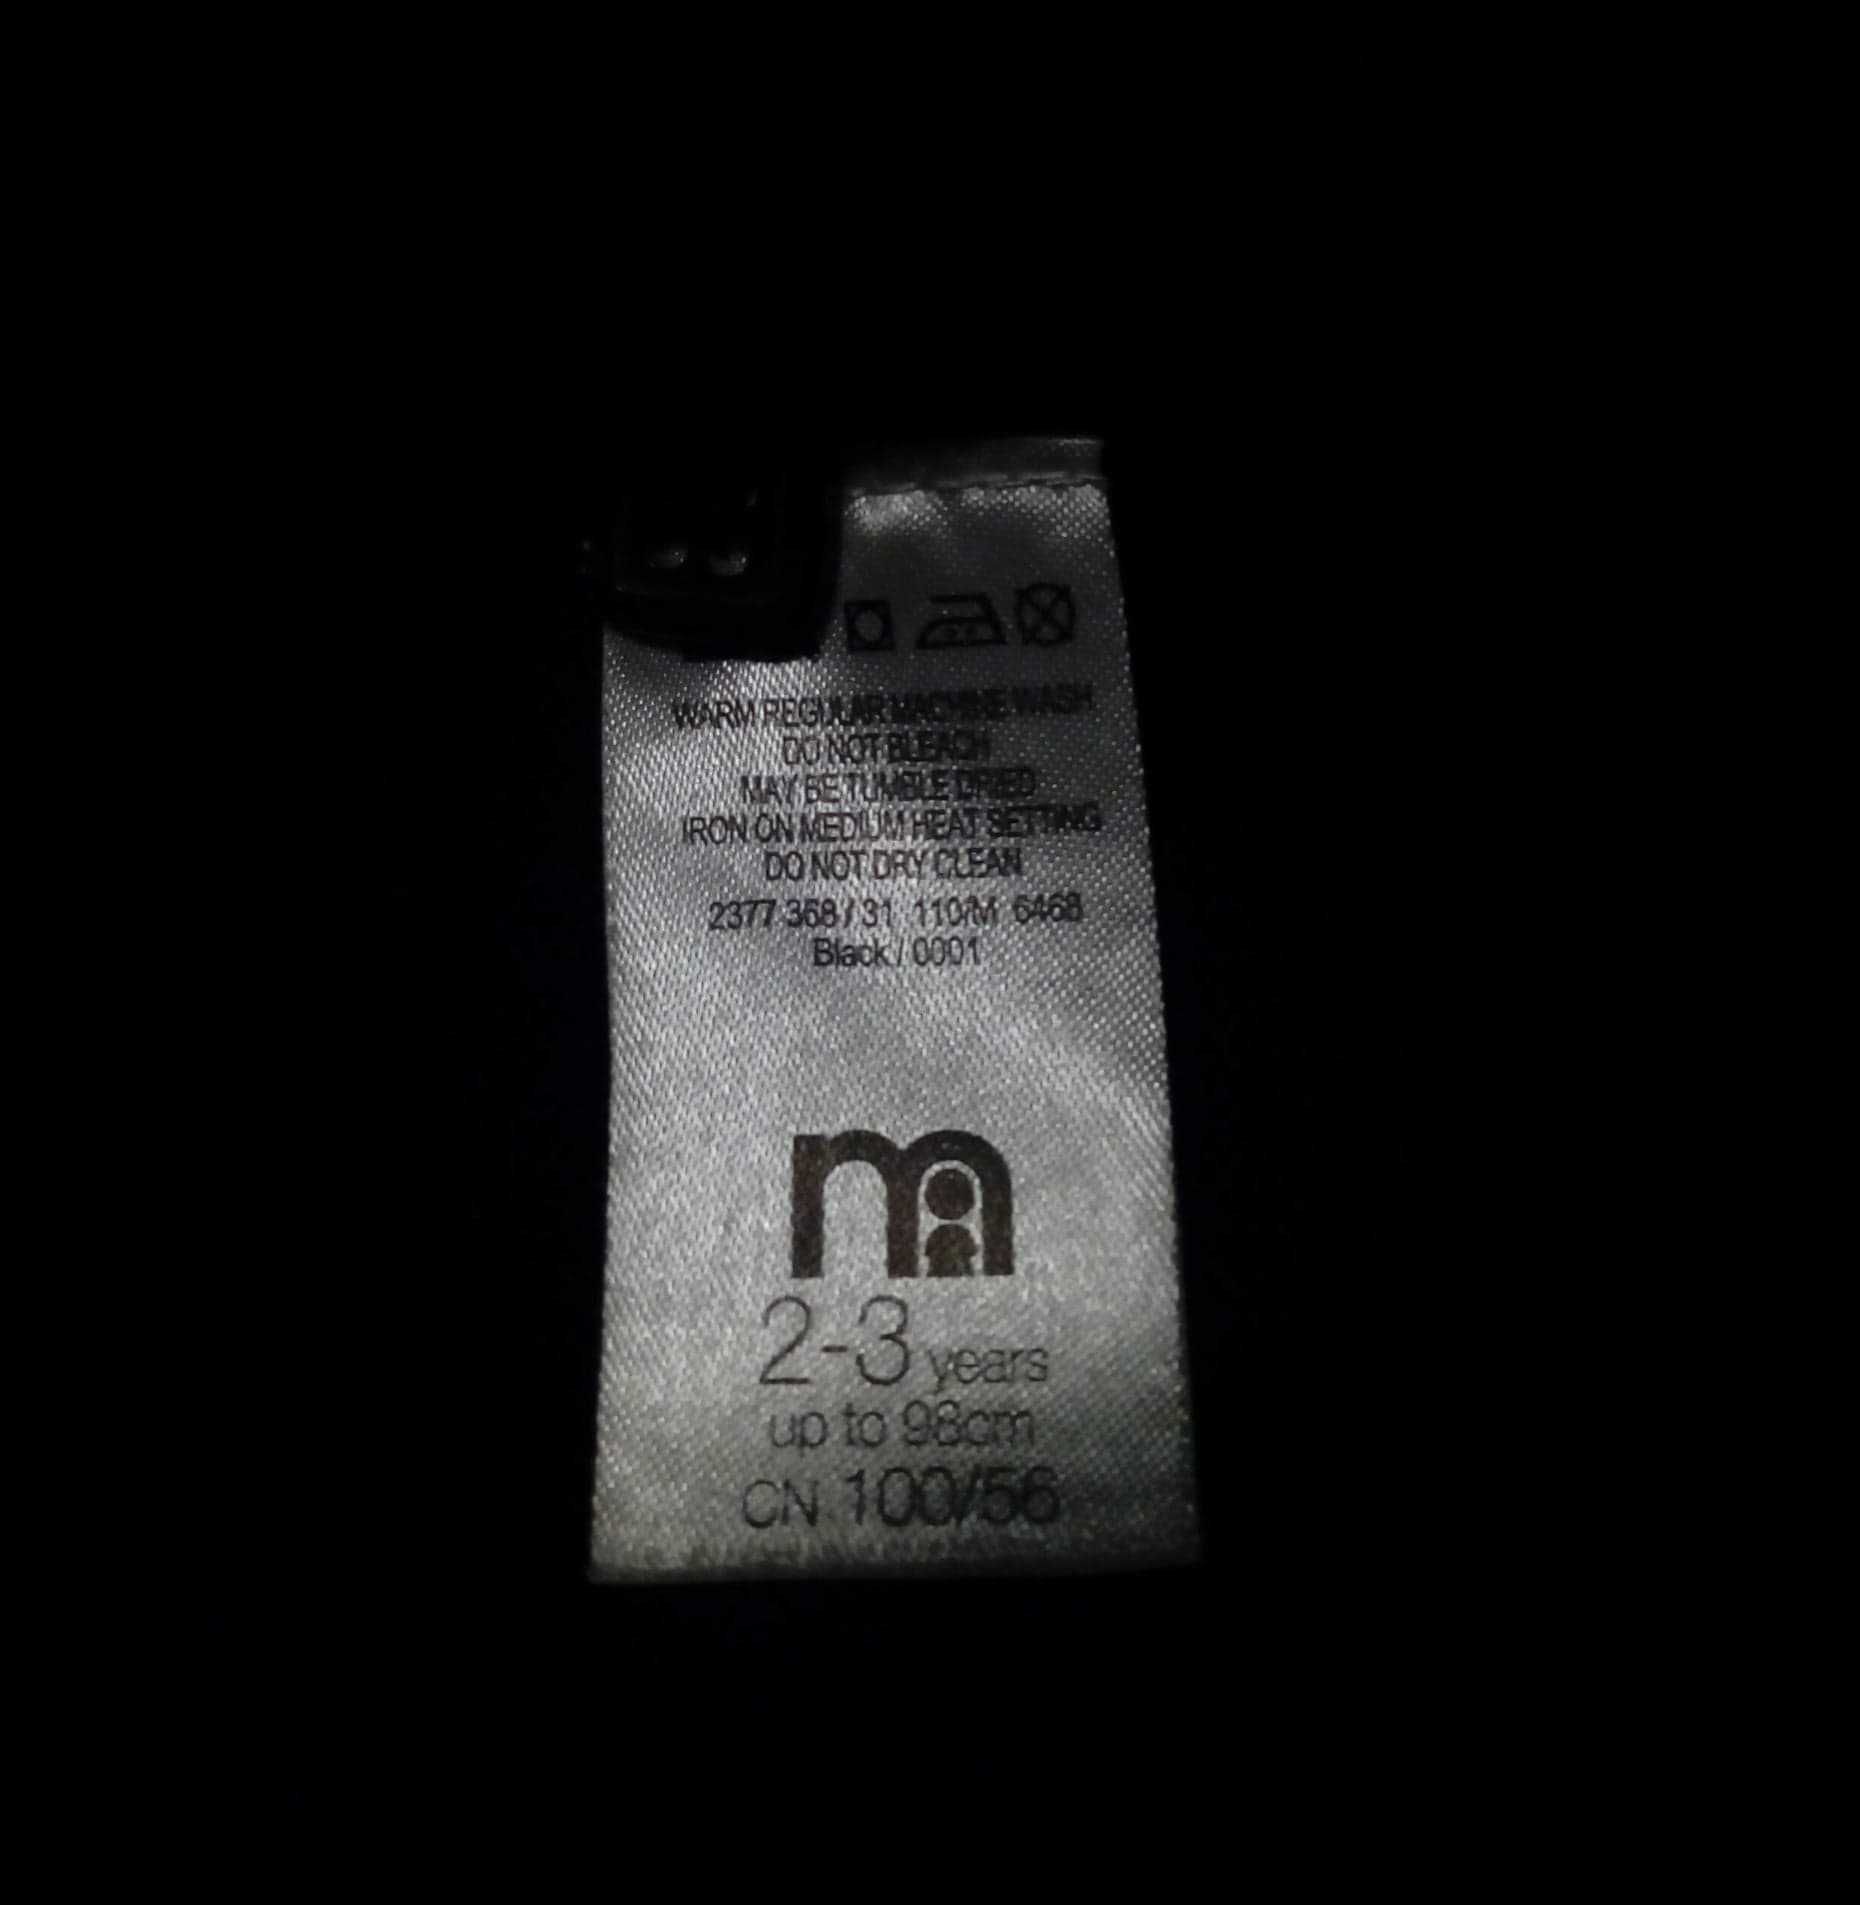 WARM REGULAR MACHINE WASH
DO NOT BLEACH
MAY BE TUMBLE DRIED
IRON ON MEDIUM HEAT SETTING
DO NOT DRY CLEAN
2377 368 / 31 110/M 6468
Black / 0001
m
2-3 years
up to 98cm
CN 100/56